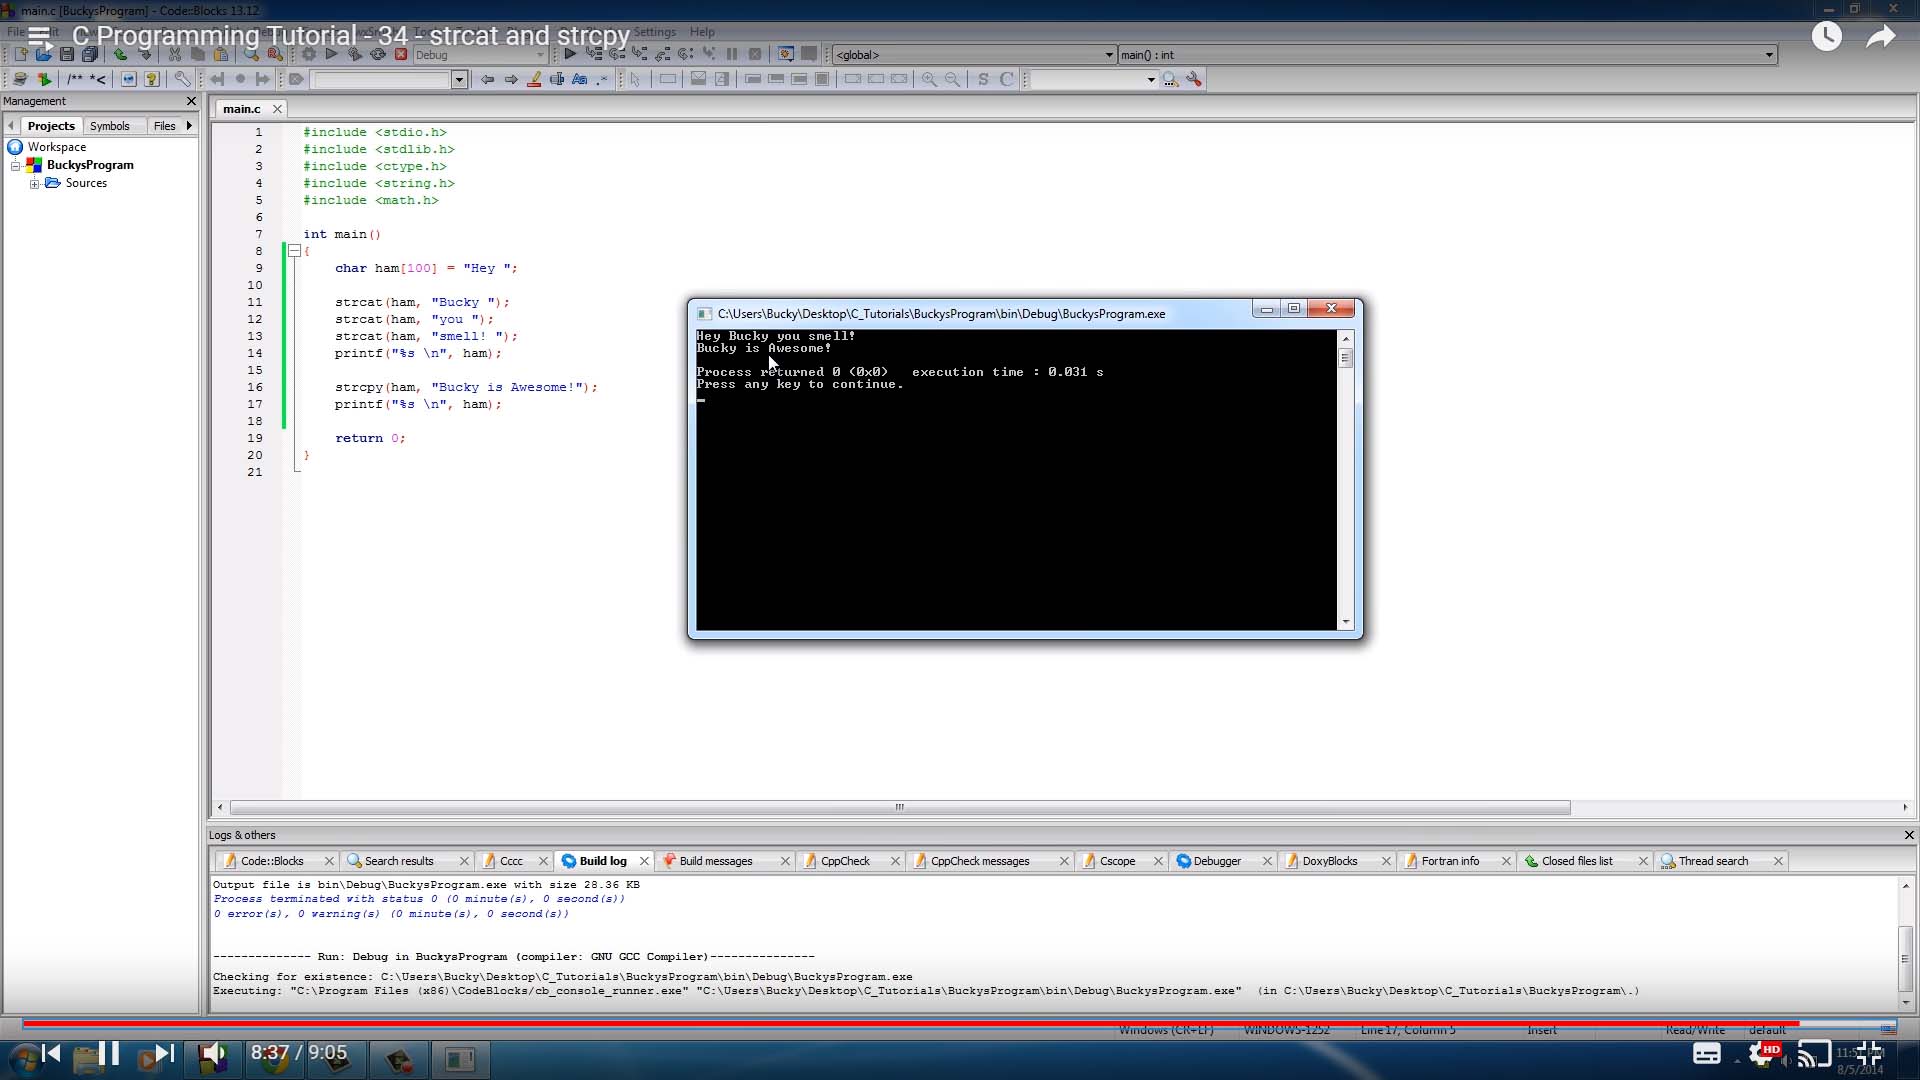 main.c [BuckysProgram] - Code::Blocks 13.12
C Programming Tutorial - 34 - strcat and strcpy
File
Settings Help
Debug
<global>
main() : int
/** *<
Management
Projects Symbols Files
Workspace
BuckysProgram
Sources
main.c
1 #include <stdio.h>
2 #include <stdlib.h>
3 #include <ctype.h>
4 #include <string.h>
5 #include <math.h>
6
7 int main()
8 {
9 char ham[100] = "Hey ";
10
11 strcat(ham, "Bucky ");
12 strcat(ham, "you ");
13 strcat(ham, "smell! ");
14 printf("%s \n", ham);
15
16 strcpy(ham, "Bucky is Awesome!");
17 printf("%s \n", ham);
18
19 return 0;
20 }
21
C:\Users\Bucky\Desktop\C_Tutorials\BuckysProgram\bin\Debug\BuckysProgram.exe
Hey Bucky you smell!
Bucky is Awesome!
Process returned 0 (0x0) execution time : 0.031 s
Press any key to continue.
Logs & others
Code::Blocks Search results Cccc Build log Build messages CppCheck CppCheck messages Cscope Debugger DoxyBlocks Fortran info Closed files list Thread search
Output file is bin\Debug\BuckysProgram.exe with size 28.36 KB
Process terminated with status 0 (0 minute(s), 0 second(s))
0 error(s), 0 warning(s) (0 minute(s), 0 second(s))
-------------- Run: Debug in BuckysProgram (compiler: GNU GCC Compiler)---------------
Checking for existence: C:\Users\Bucky\Desktop\C_Tutorials\BuckysProgram\bin\Debug\BuckysProgram.exe
Executing: "C:\Program Files (x86)\CodeBlocks/cb_console_runner.exe" "C:\Users\Bucky\Desktop\C_Tutorials\BuckysProgram\bin\Debug\BuckysProgram.exe" (in C:\Users\Bucky\Desktop\C_Tutorials\BuckysProgram\.)
Windows (CR+LF) WINDOWS-1252 Line 17, Column 5 Insert Read/Write default
8:37 / 9:05
HD
11:51 PM
8/5/2014